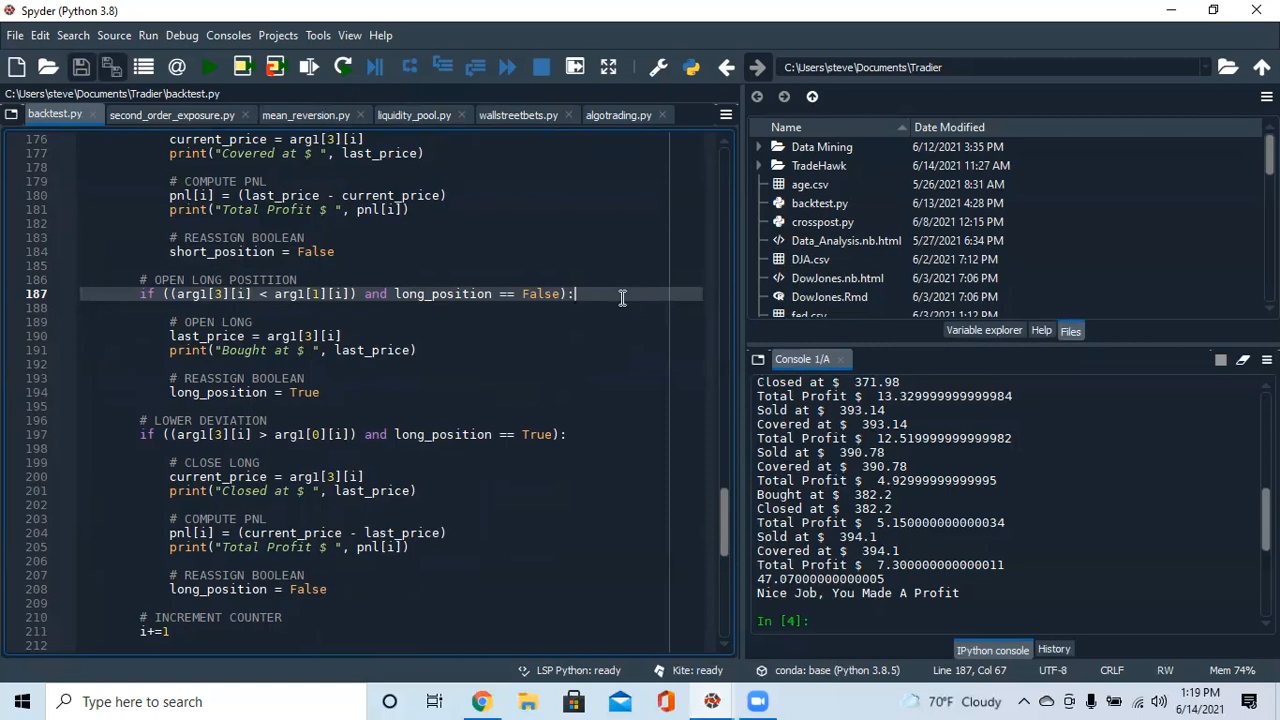 Spyder (Python 3.8)
File Edit Search Source Run Debug Consoles Projects Tools View Help
C:\Users\steve\Documents\Tradier
C:\Users\steve\Documents\Tradier\backtest.py
backtest.py second_order_exposure.py mean_reversion.py liquidity_pool.py wallstreetbets.py algotrading.py
176 current_price = arg1[3][i]
177 print("Covered at $ ", last_price)
178
179 # COMPUTE PNL
180 pnl[i] = (last_price - current_price)
181 print("Total Profit $ ", pnl[i])
182
183 # REASSIGN BOOLEAN
184 short_position = False
185
186 # OPEN LONG POSITIION
187 if ((arg1[3][i] < arg1[1][i]) and long_position == False):
188
189 # OPEN LONG
190 last_price = arg1[3][i]
191 print("Bought at $ ", last_price)
192
193 # REASSIGN BOOLEAN
194 long_position = True
195
196 # LOWER DEVIATION
197 if ((arg1[3][i] > arg1[0][i]) and long_position == True):
198
199 # CLOSE LONG
200 current_price = arg1[3][i]
201 print("Closed at $ ", last_price)
202
203 # COMPUTE PNL
204 pnl[i] = (current_price - last_price)
205 print("Total Profit $ ", pnl[i])
206
207 # REASSIGN BOOLEAN
208 long_position = False
209
210 # INCREMENT COUNTER
211 i+=1
212
Name Date Modified
Data Mining 6/12/2021 3:35 PM
TradeHawk 6/14/2021 11:27 AM
age.csv 5/26/2021 8:31 AM
backtest.py 6/13/2021 4:28 PM
crosspost.py 6/8/2021 12:15 PM
Data_Analysis.nb.html 5/27/2021 6:34 PM
DJA.csv 6/2/2021 7:12 PM
DowJones.nb.html 6/3/2021 7:06 PM
DowJones.Rmd 6/3/2021 7:06 PM
fed.csv 6/3/2021 1:12 PM
Variable explorer Help Files
Console 1/A
Closed at $ 371.98
Total Profit $ 13.329999999999984
Sold at $ 393.14
Covered at $ 393.14
Total Profit $ 12.519999999999982
Sold at $ 390.78
Covered at $ 390.78
Total Profit $ 4.92999999999995
Bought at $ 382.2
Closed at $ 382.2
Total Profit $ 5.150000000000034
Sold at $ 394.1
Covered at $ 394.1
Total Profit $ 7.300000000000011
47.07000000000005
Nice Job, You Made A Profit
In [4]:
IPython console History
LSP Python: ready Kite: ready conda: base (Python 3.8.5) Line 187, Col 67 UTF-8 CRLF RW Mem 74%
Type here to search 70°F Cloudy 1:19 PM
6/14/2021